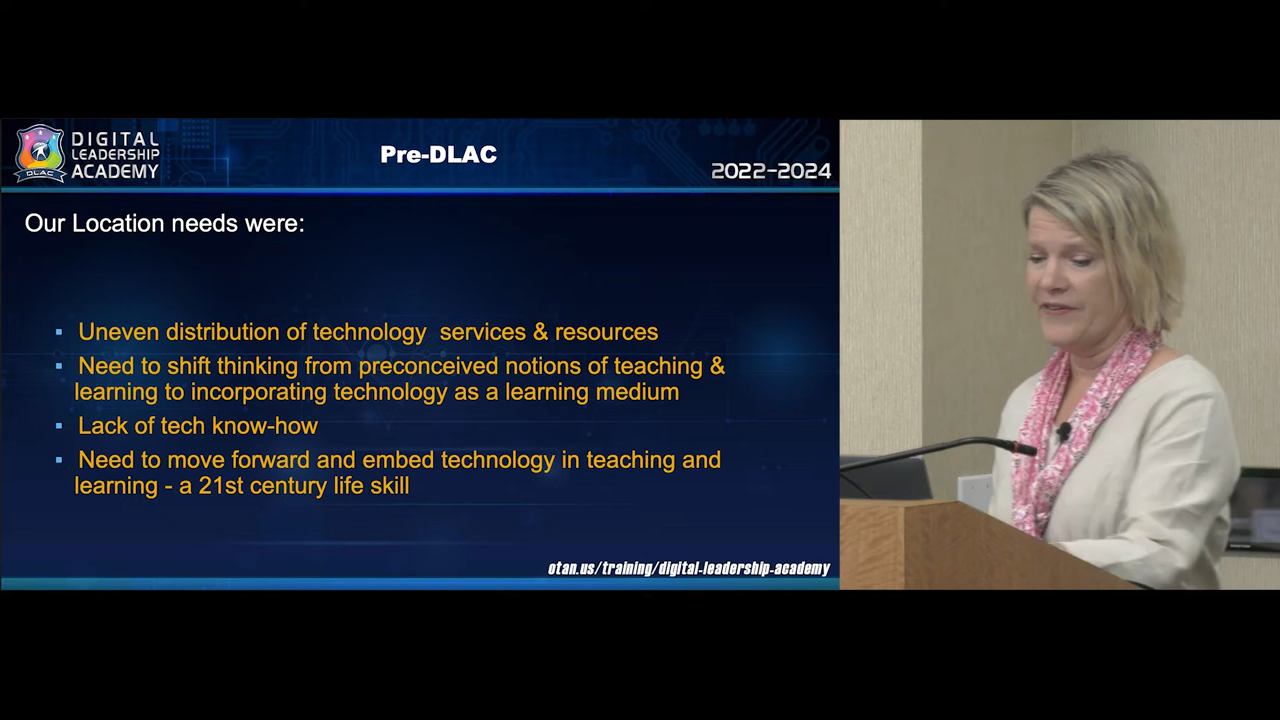 DIGITAL
LEADERSHIP
ACADEMY
DLAC
Pre-DLAC
2022-2024
Our Location needs were:
▪ Uneven distribution of technology services & resources
▪ Need to shift thinking from preconceived notions of teaching &
learning to incorporating technology as a learning medium
▪ Lack of tech know-how
▪ Need to move forward and embed technology in teaching and
learning - a 21st century life skill
otan.us/training/digital-leadership-academy